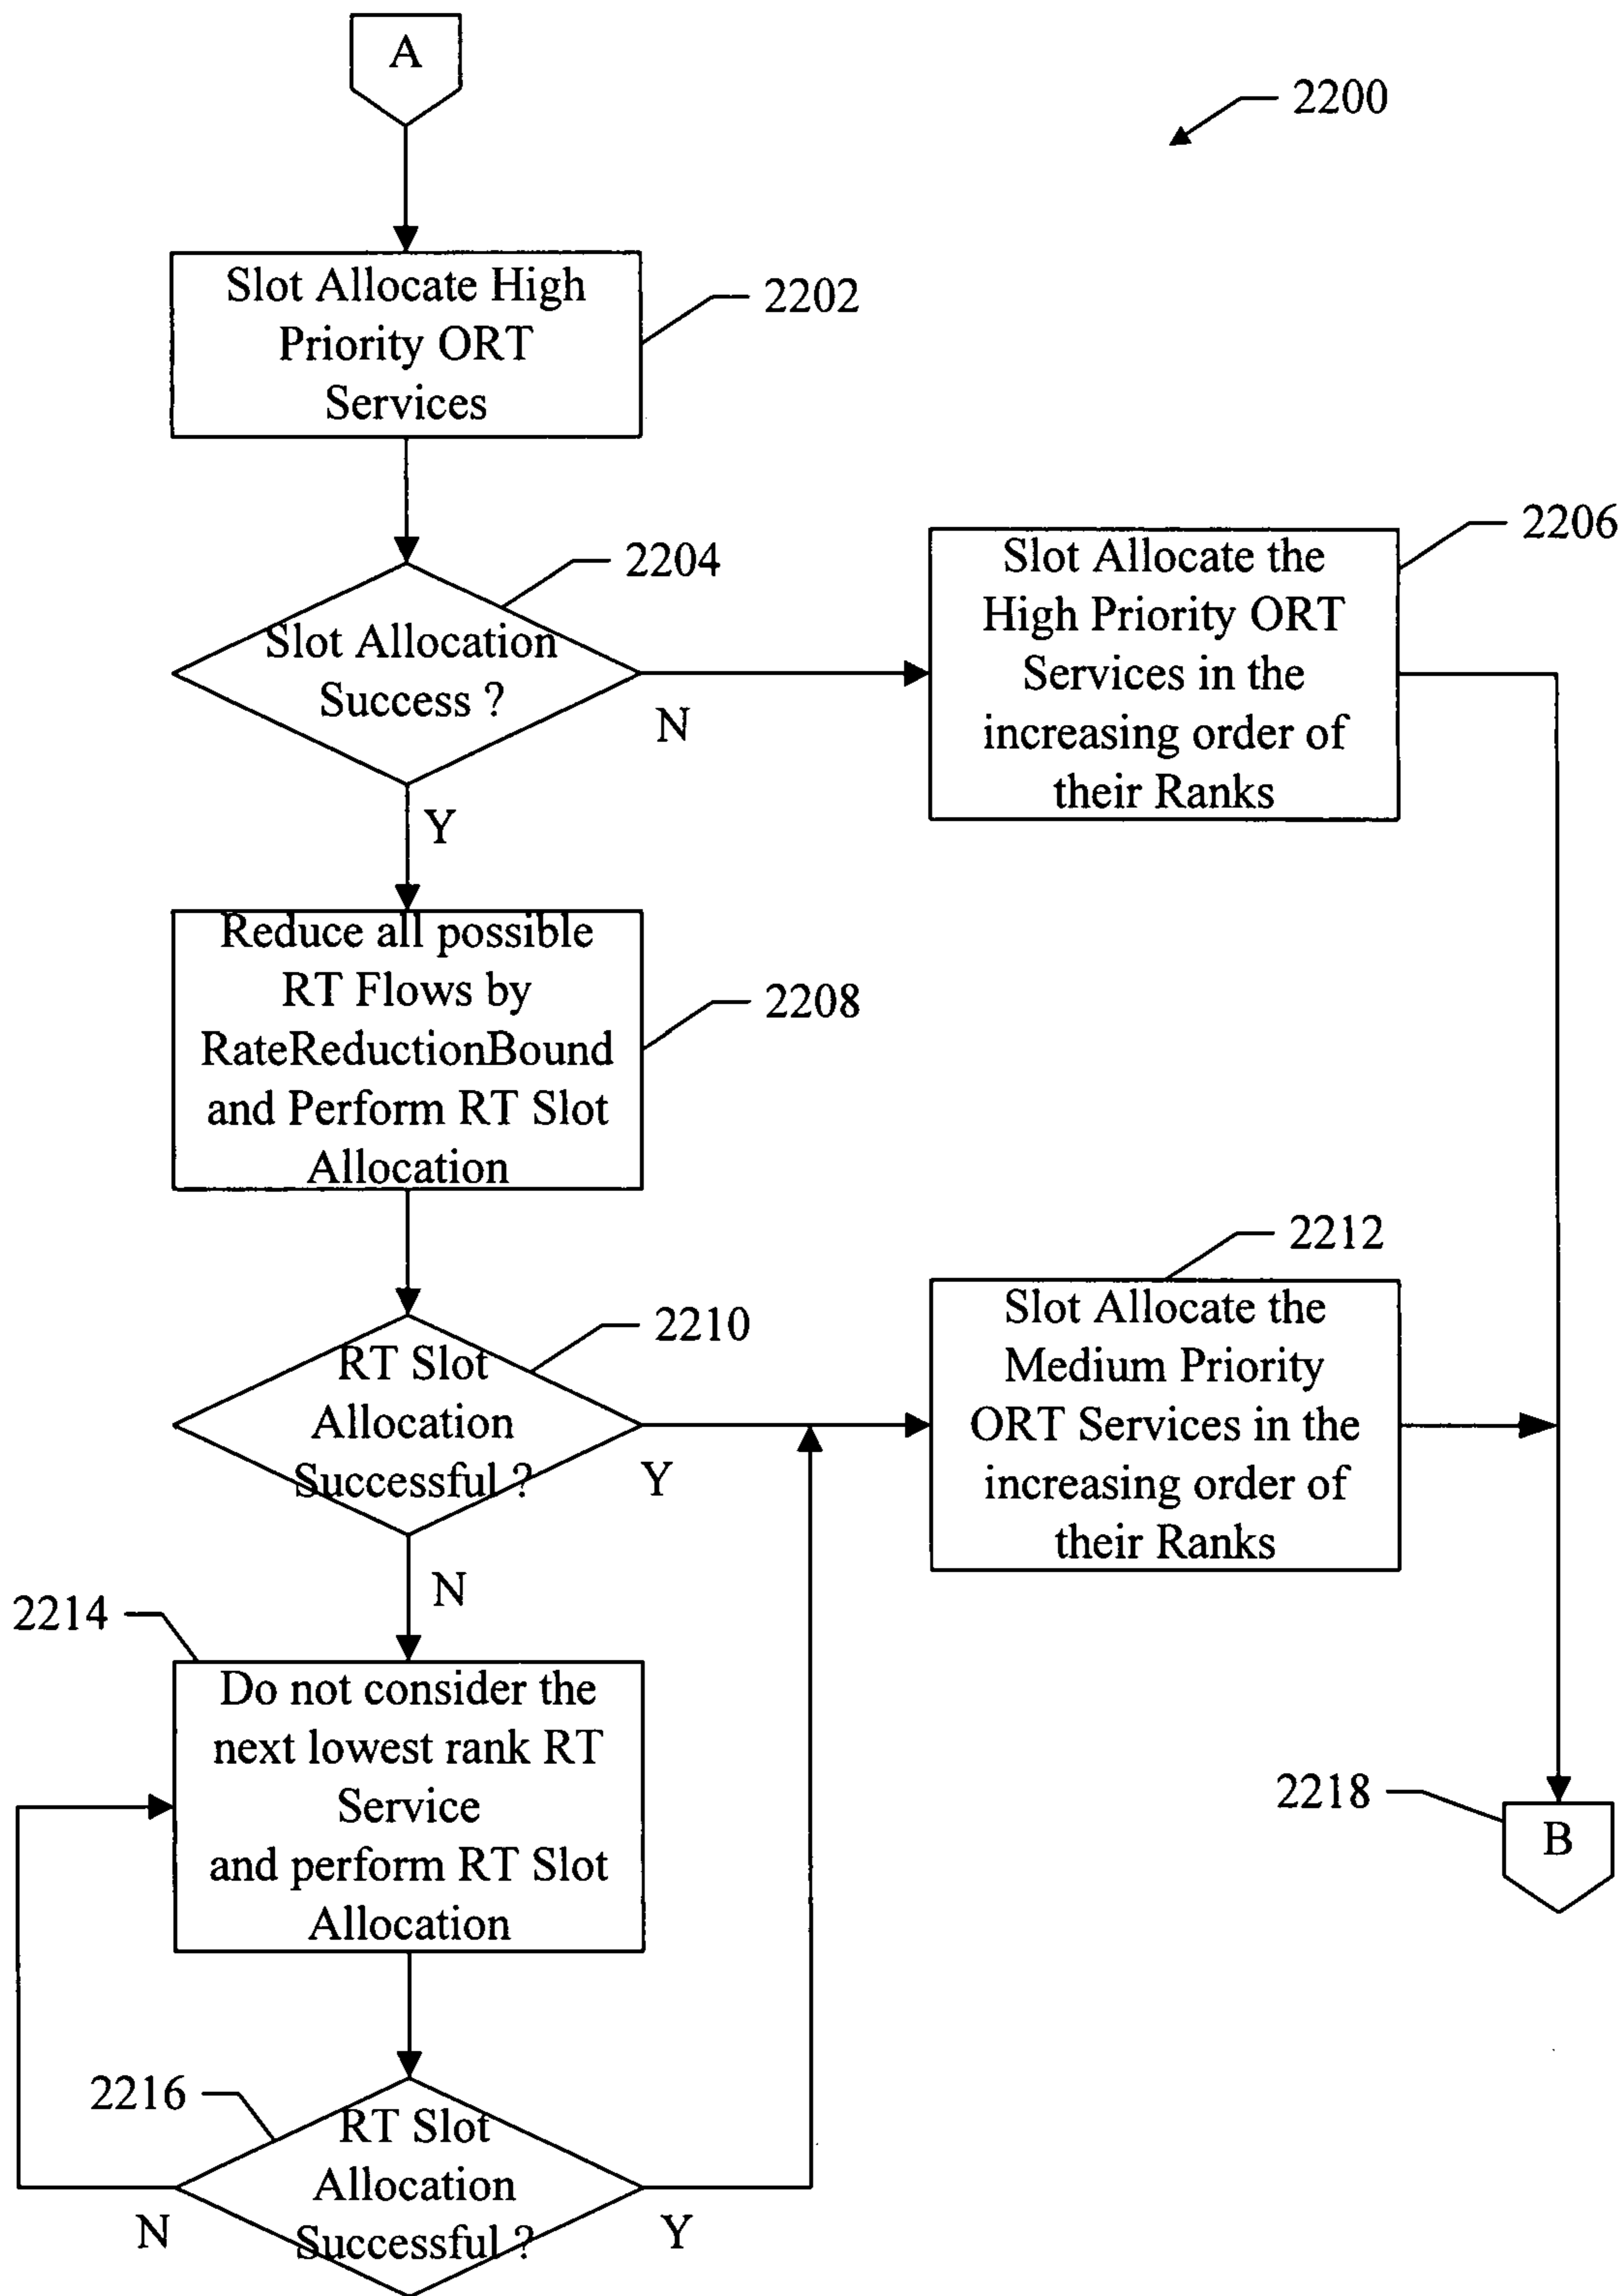 A
2200
Slot Allocate High
Priority ORT
Services
2202
2204
Slot Allocation
Success ?
N
Y
2206
Slot Allocate the
High Priority ORT
Services in the
increasing order of
their Ranks
Reduce all possible
RT Flows by
RateReductionBound
and Perform RT Slot
Allocation
2208
2210
RT Slot
Allocation
Successful ?
Y
N
2212
Slot Allocate the
Medium Priority
ORT Services in the
increasing order of
their Ranks
2214
Do not consider the
next lowest rank RT
Service
and perform RT Slot
Allocation
2218
B
2216
RT Slot
Allocation
Successful ?
N
Y